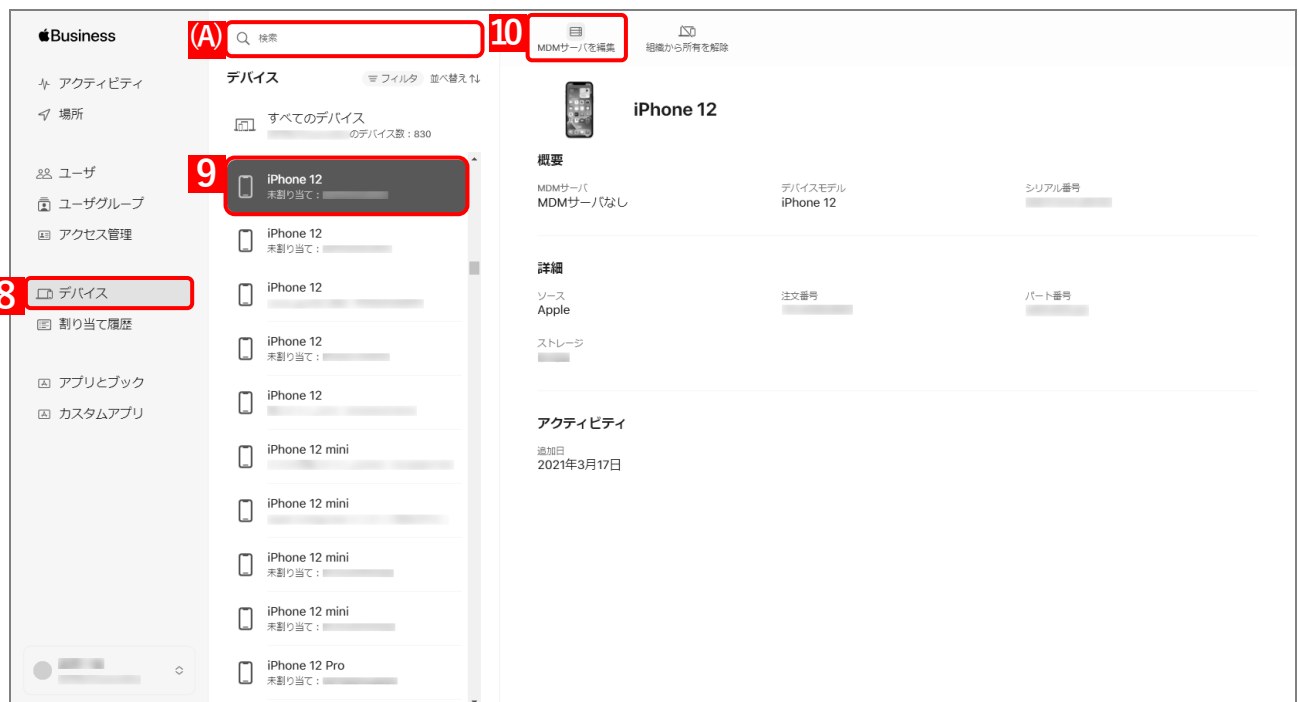 Business
アクティビティ
場所
ユーザ
ユーザグループ
アクセス管理
8
デバイス
割り当て履歴
アプリとブック
カスタムアプリ
(A)
検索
デバイス
フィルタ
並べ替え↑↓
すべてのデバイス
のデバイス数：830
9
iPhone 12
未割り当て：
iPhone 12
未割り当て：
iPhone 12
iPhone 12
未割り当て：
iPhone 12
iPhone 12 mini
iPhone 12 mini
iPhone 12 mini
未割り当て：
iPhone 12 mini
未割り当て：
iPhone 12 Pro
未割り当て：
10
MDMサーバを編集
組織から所有を解除
iPhone 12
概要
MDMサーバ
MDMサーバなし
デバイスモデル
iPhone 12
シリアル番号
詳細
ソース
Apple
注文番号
パート番号
ストレージ
アクティビティ
追加日
2021年3月17日